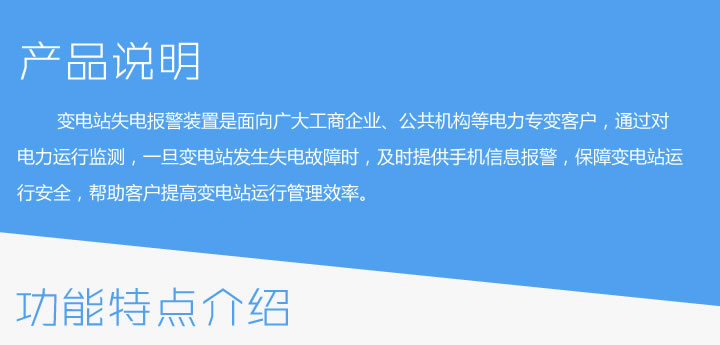 产品说明
变电站失电报警装置是面向广大工商企业、公共机构等电力专变客户，通过对
电力运行监测，一旦变电站发生失电故障时，及时提供手机信息报警，保障变电站运
行安全，帮助客户提高变电站运行管理效率。
功能特点介绍